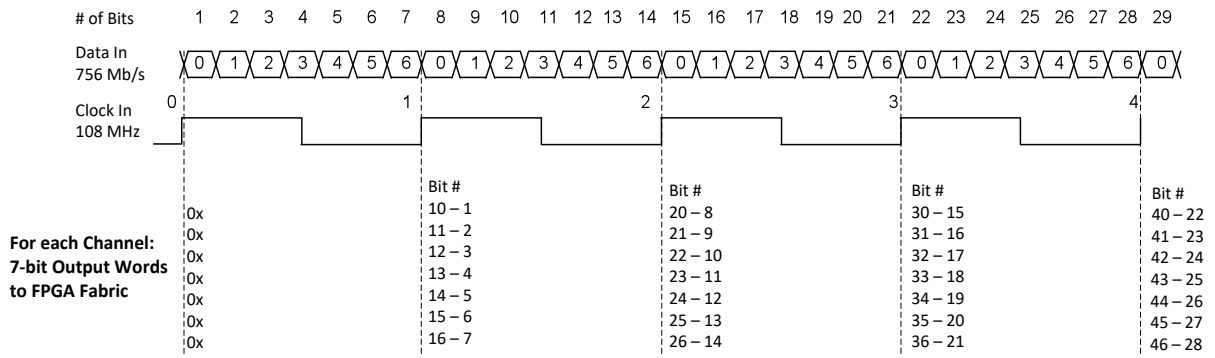 # of Bits 1 2 3 4 5 6 7 8 9 10 11 12 13 14 15 16 17 18 19 20 21 22 23 24 25 26 27 28 29
Data In
756 Mb/s
0 1 2 3 4 5 6 0 1 2 3 4 5 6 0 1 2 3 4 5 6 0 1 2 3 4 5 6 0
0 1 2 3 4
Clock In
108 MHz
For each Channel:
7-bit Output Words
to FPGA Fabric
0x
0x
0x
0x
0x
0x
0x
Bit #
10 – 1
11 – 2
12 – 3
13 – 4
14 – 5
15 – 6
16 – 7
Bit #
20 – 8
21 – 9
22 – 10
23 – 11
24 – 12
25 – 13
26 – 14
Bit #
30 – 15
31 – 16
32 – 17
33 – 18
34 – 19
35 – 20
36 – 21
Bit #
40 – 22
41 – 23
42 – 24
43 – 25
44 – 26
45 – 27
46 – 28